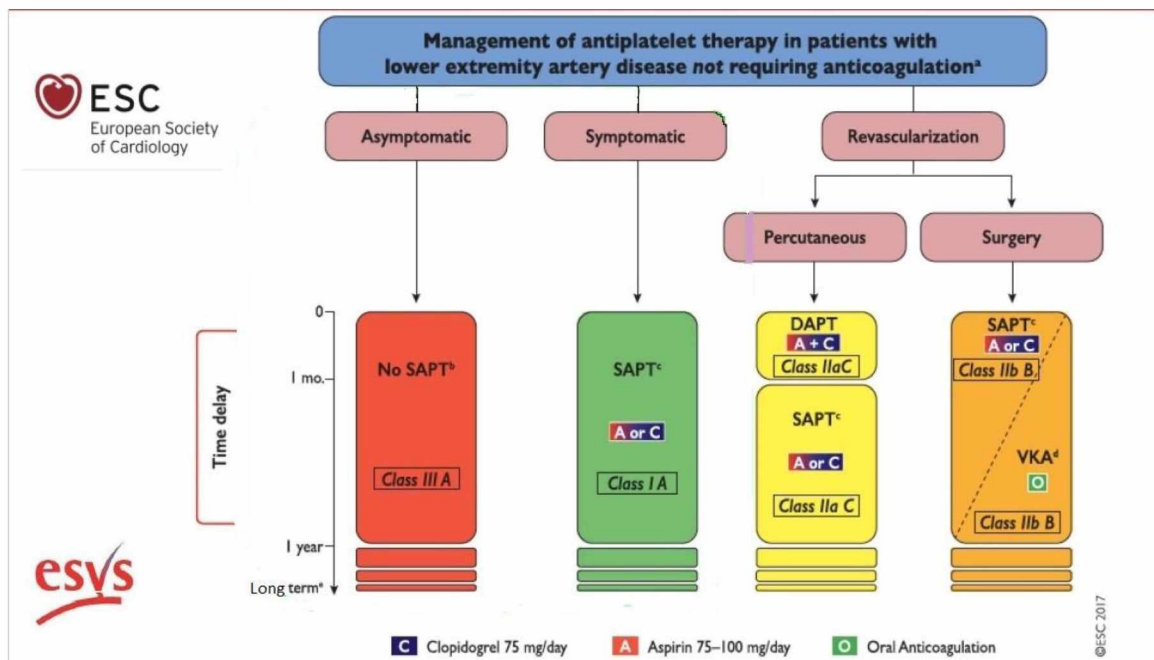 Management of antiplatelet therapy in patients with
lower extremity artery disease not requiring anticoagulationᵃ
ESC
European Society
of Cardiology
Asymptomatic
Symptomatic
Revascularization
Percutaneous
Surgery
Time delay
0
1 mo.
1 year
Long termᵉ
No SAPTᵇ
Class III A
SAPTᶜ
A or C
Class I A
DAPT
A + C
Class IIaC
SAPTᶜ
A or C
Class IIa C
SAPTᶜ
A or C
Class IIb B
VKAᵈ
O
Class IIb B
esvs
C Clopidogrel 75 mg/day
A Aspirin 75–100 mg/day
O Oral Anticoagulation
©ESC 2017